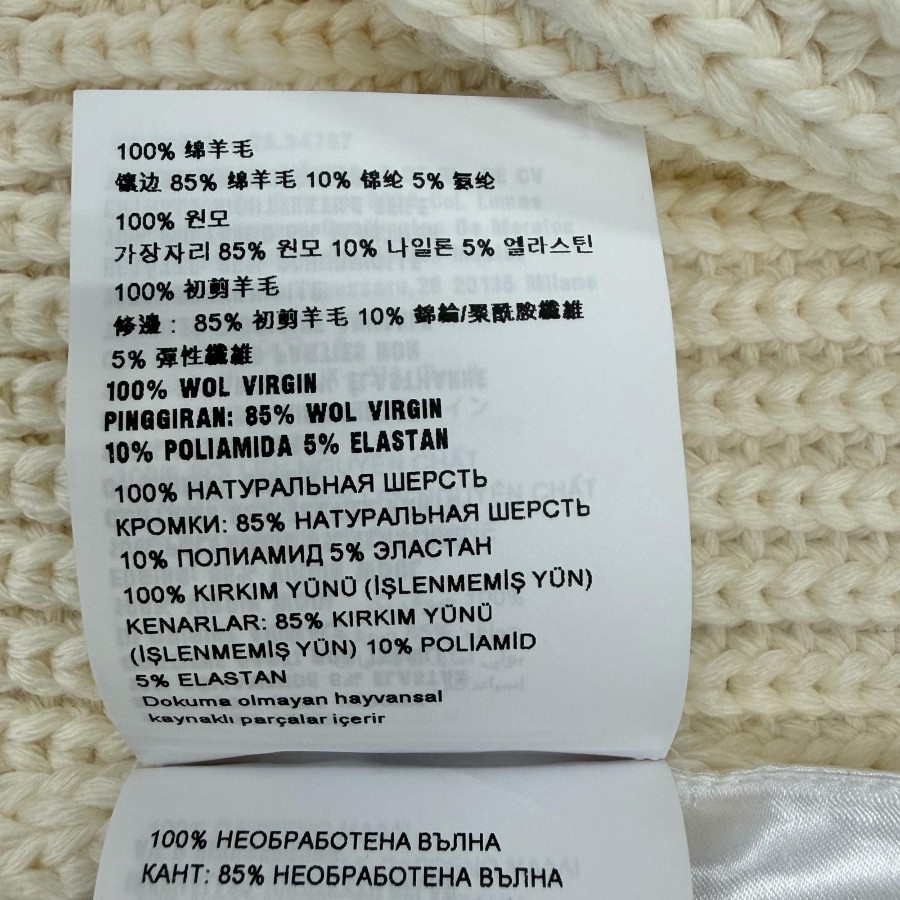 100% 绵羊毛
镶边 85% 绵羊毛 10% 锦纶 5% 氨纶
100% 원모
가장자리 85% 원모 10% 나일론 5% 엘라스틴
100% 初剪羊毛
修邊： 85% 初剪羊毛 10% 錦綸/聚酰胺纖維
5% 彈性纖維
100% WOL VIRGIN
PINGGIRAN: 85% WOL VIRGIN
10% POLIAMIDA 5% ELASTAN
100% НАТУРАЛЬНАЯ ШЕРСТЬ
КРОМКИ: 85% НАТУРАЛЬНАЯ ШЕРСТЬ
10% ПОЛИАМИД 5% ЭЛАСТАН
100% KIRKIM YÜNÜ (İŞLENMEMİŞ YÜN)
KENARLAR: 85% KIRKIM YÜNÜ
(İŞLENMEMİŞ YÜN) 10% POLİAMİD
5% ELASTAN
Dokuma olmayan hayvansal
kaynaklı parçalar içerir
100% НЕОБРАБОТЕНА ВЪЛНА
КАНТ: 85% НЕОБРАБОТЕНА ВЪЛНА